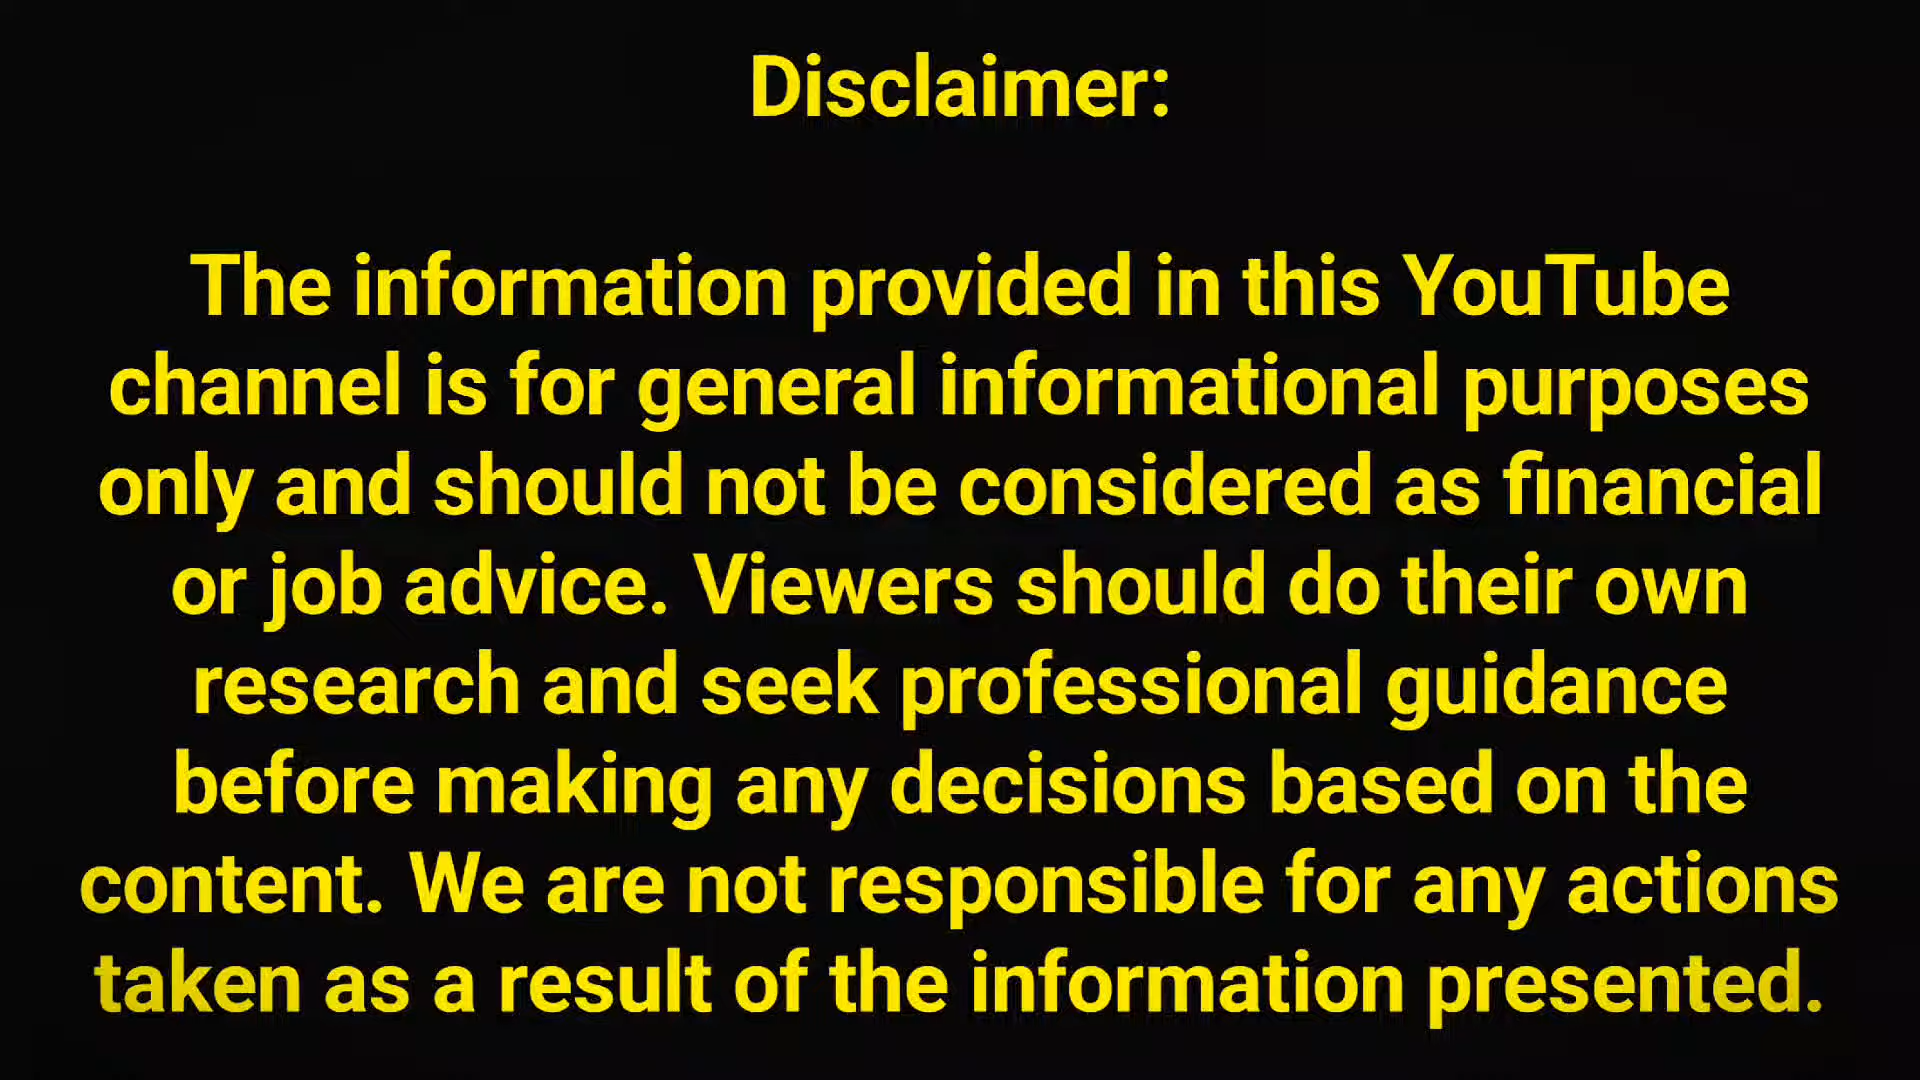 Disclaimer:
The information provided in this YouTube
channel is for general informational purposes
only and should not be considered as financial
or job advice. Viewers should do their own
research and seek professional guidance
before making any decisions based on the
content. We are not responsible for any actions
taken as a result of the information presented.